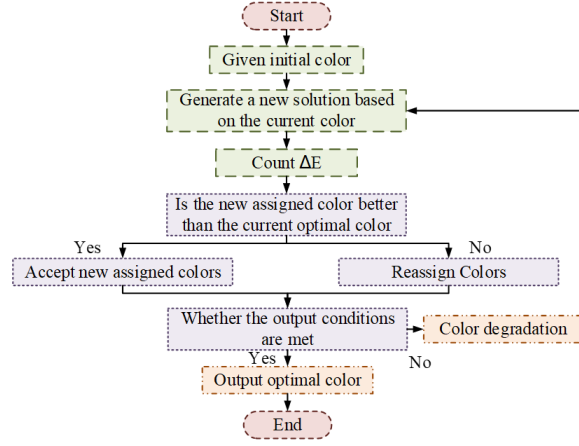 Start
Given initial color
Generate a new solution based
on the current color
Count ΔE
Is the new assigned color better
than the current optimal color
Yes
No
Accept new assigned colors
Reassign Colors
Whether the output conditions
are met
Color degradation
Yes
No
Output optimal color
End